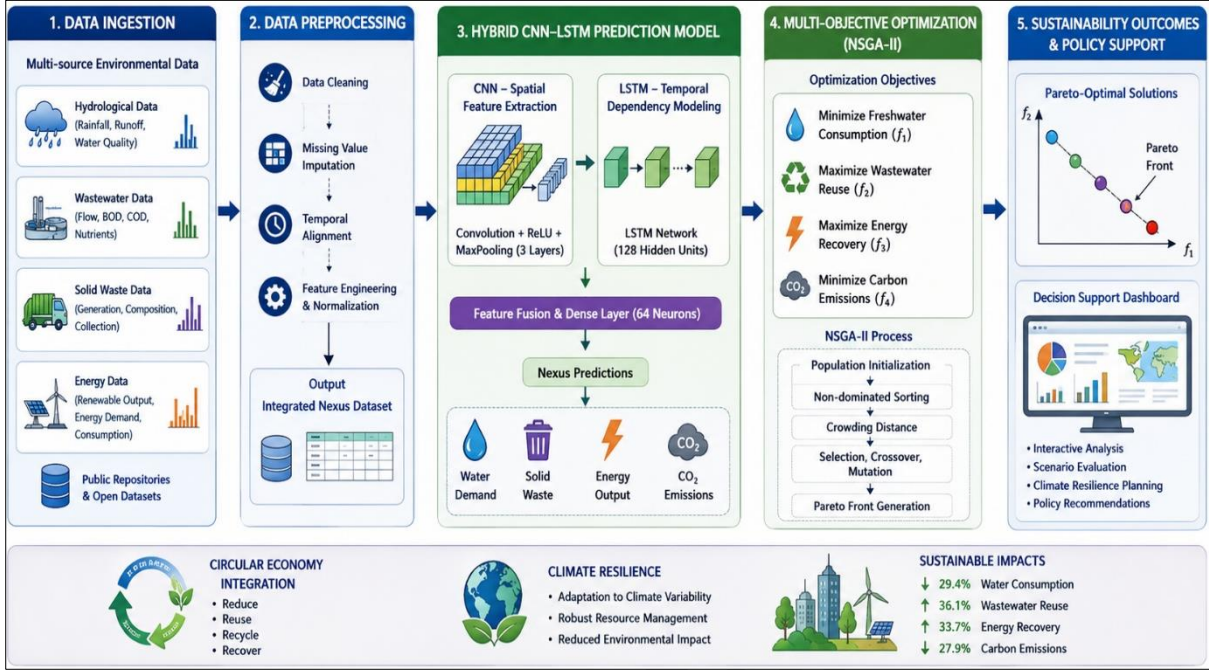 1. DATA INGESTION
Multi-source Environmental Data
Hydrological Data
(Rainfall, Runoff,
Water Quality)
Wastewater Data
(Flow, BOD, COD,
Nutrients)
Solid Waste Data
(Generation, Composition,
Collection)
Energy Data
(Renewable Output,
Energy Demand,
Consumption)
Public Repositories
& Open Datasets
2. DATA PREPROCESSING
Data Cleaning
Missing Value
Imputation
Temporal
Alignment
Feature Engineering
& Normalization
Output
Integrated Nexus Dataset
3. HYBRID CNN–LSTM PREDICTION MODEL
CNN – Spatial
Feature Extraction
Convolution + ReLU +
MaxPooling (3 Layers)
LSTM – Temporal
Dependency Modeling
LSTM Network
(128 Hidden Units)
Feature Fusion & Dense Layer (64 Neurons)
Nexus Predictions
Water
Demand
Solid
Waste
Energy
Output
CO₂
CO₂
Emissions
4. MULTI-OBJECTIVE OPTIMIZATION
(NSGA-II)
Optimization Objectives
Minimize Freshwater
Consumption (f₁)
Maximize Wastewater
Reuse (f₂)
Maximize Energy
Recovery (f₃)
CO₂
Minimize Carbon
Emissions (f₄)
NSGA-II Process
Population Initialization
Non-dominated Sorting
Crowding Distance
Selection, Crossover,
Mutation
Pareto Front Generation
5. SUSTAINABILITY OUTCOMES
& POLICY SUPPORT
Pareto-Optimal Solutions
f₂
Pareto
Front
f₁
Decision Support Dashboard
• Interactive Analysis
• Scenario Evaluation
• Climate Resilience Planning
• Policy Recommendations
CIRCULAR ECONOMY
INTEGRATION
• Reduce
• Reuse
• Recycle
• Recover
CLIMATE RESILIENCE
• Adaptation to Climate Variability
• Robust Resource Management
• Reduced Environmental Impact
SUSTAINABLE IMPACTS
↓ 29.4% Water Consumption
↑ 36.1% Wastewater Reuse
↑ 33.7% Energy Recovery
↓ 27.9% Carbon Emissions